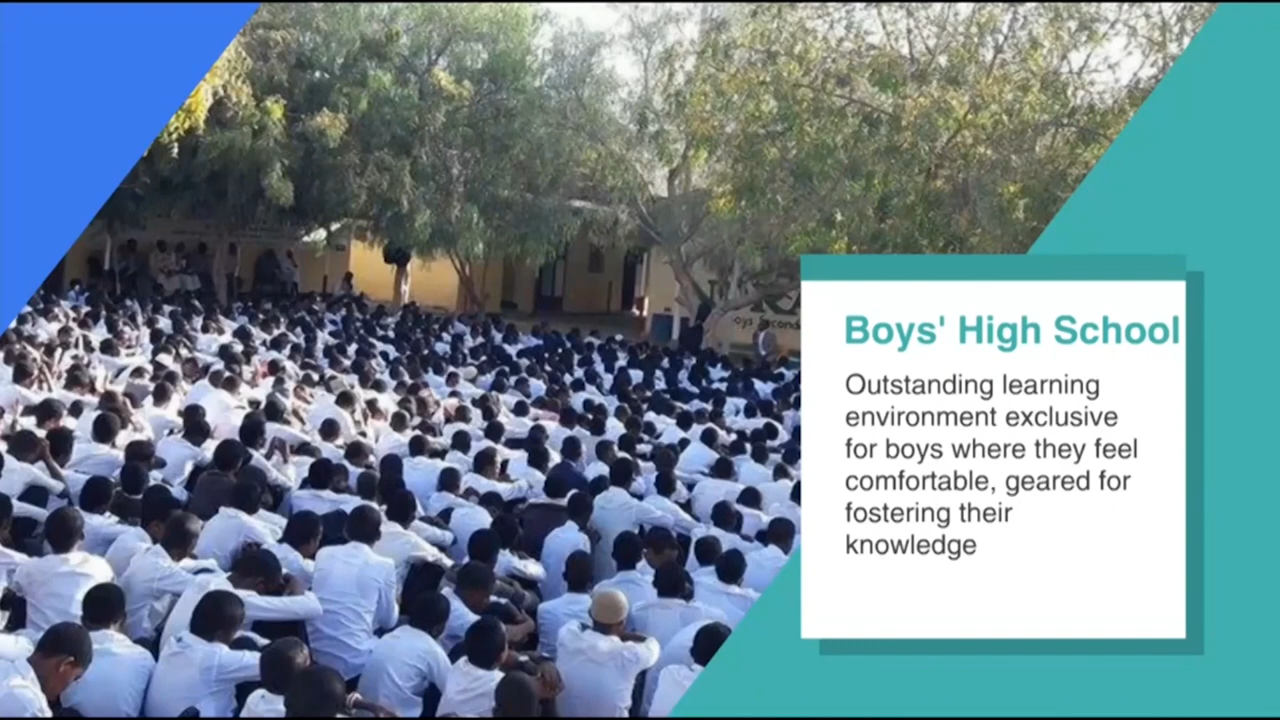 Boys' High School
Outstanding learning
environment exclusive
for boys where they feel
comfortable, geared for
fostering their
knowledge